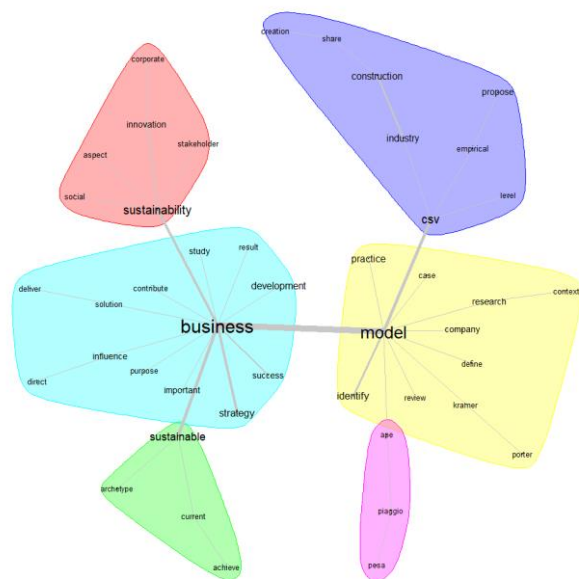 creation
share
construction
industry
propose
empirical
level
csv
corporate
innovation
stakeholder
aspect
social
sustainability
study
result
development
deliver
contribute
solution
business
influence
direct
purpose
important
success
strategy
practice
case
context
research
model
company
define
identify
review
kramer
porter
sustainable
archetype
current
achieve
apo
piaggio
pesa